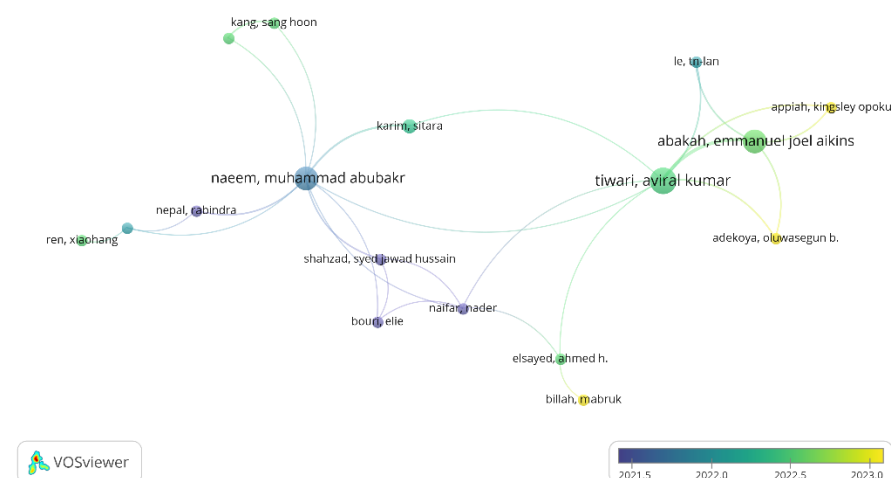 kang, sang hoon
le, tri-lan
appiah, kingsley opoku
karim, sitara
abakah, emmanuel joel aikins
naeem, muhammad abubakr
tiwari, aviral kumar
nepal, rabindra
ren, xiaohang
adekoya, oluwasegun b.
shahzad, syed jawad hussain
naifar, nader
bouri, elie
elsayed, ahmed h.
billah, mabruk
VOSviewer
2021.5 2022.0 2022.5 2023.0